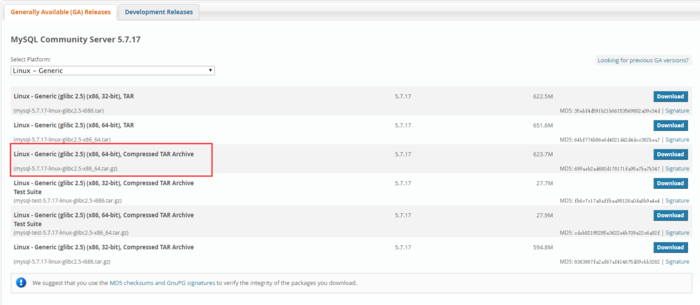 Generally Available (GA) Releases
Development Releases
MySQL Community Server 5.7.17
Select Platform:
Looking for previous GA versions?
Linux - Generic
Linux - Generic (glibc 2.5) (x86, 32-bit), TAR 5.7.17 622.5M Download
(mysql-5.7.17-linux-glibc2.5-i686.tar) MD5: | Signature
Linux - Generic (glibc 2.5) (x86, 64-bit), TAR 5.7.17 651.6M Download
(mysql-5.7.17-linux-glibc2.5-x86_64.tar) MD5: | Signature
Linux - Generic (glibc 2.5) (x86, 64-bit), Compressed TAR Archive 5.7.17 623.7M Download
(mysql-5.7.17-linux-glibc2.5-x86_64.tar.gz) MD5: | Signature
Linux - Generic (glibc 2.5) (x86, 32-bit), Compressed TAR Archive 5.7.17 27.7M Download
Test Suite
(mysql-test-5.7.17-linux-glibc2.5-i686.tar.gz) MD5: | Signature
Linux - Generic (glibc 2.5) (x86, 64-bit), Compressed TAR Archive 5.7.17 27.9M Download
Test Suite
(mysql-test-5.7.17-linux-glibc2.5-x86_64.tar.gz) MD5: | Signature
Linux - Generic (glibc 2.5) (x86, 32-bit), Compressed TAR Archive 5.7.17 594.8M Download
(mysql-5.7.17-linux-glibc2.5-i686.tar.gz) MD5: | Signature
We suggest that you use the MD5 checksums and GnuPG signatures to verify the integrity of the packages you download.